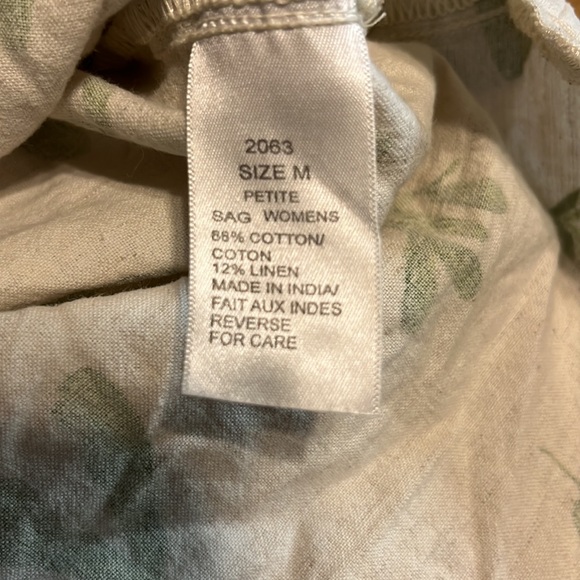 2063
SIZE M
PETITE
SAG WOMENS
88% COTTON/
COTON
12% LINEN
MADE IN INDIA/
FAIT AUX INDES
REVERSE
FOR CARE